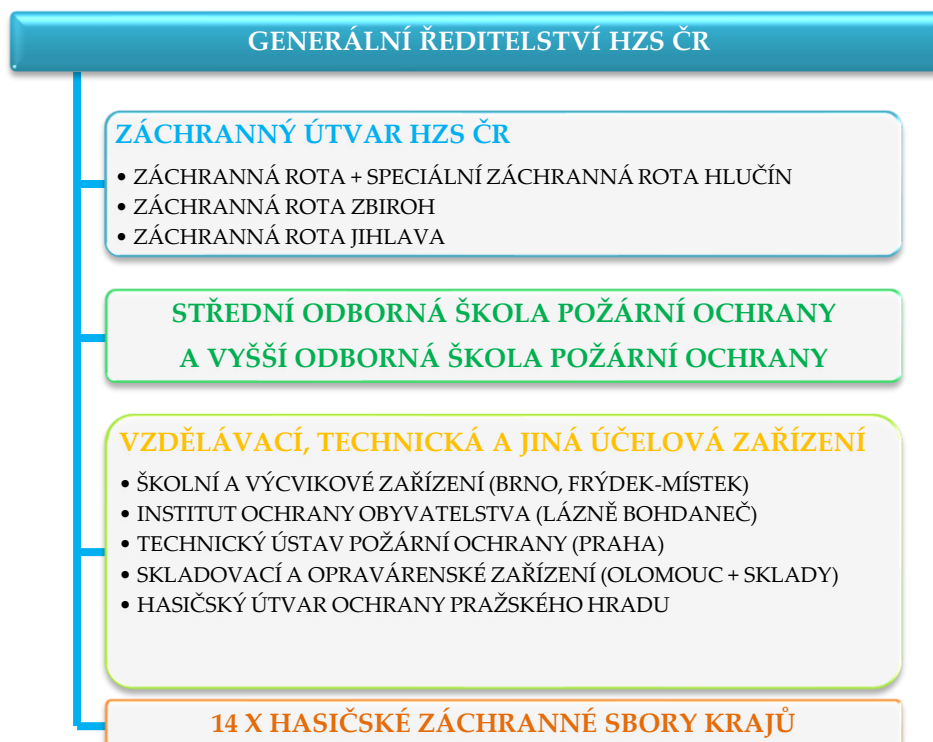 GENERÁLNÍ ŘEDITELSTVÍ HZS ČR
ZÁCHRANNÝ ÚTVAR HZS ČR
• ZÁCHRANNÁ ROTA + SPECIÁLNÍ ZÁCHRANNÁ ROTA HLUČÍN
• ZÁCHRANNÁ ROTA ZBIROH
• ZÁCHRANNÁ ROTA JIHLAVA
STŘEDNÍ ODBORNÁ ŠKOLA POŽÁRNÍ OCHRANY
A VYŠŠÍ ODBORNÁ ŠKOLA POŽÁRNÍ OCHRANY
VZDĚLÁVACÍ, TECHNICKÁ A JINÁ ÚČELOVÁ ZAŘÍZENÍ
• ŠKOLNÍ A VÝCVIKOVÉ ZAŘÍZENÍ (BRNO, FRÝDEK-MÍSTEK)
• INSTITUT OCHRANY OBYVATELSTVA (LÁZNĚ BOHDANEČ)
• TECHNICKÝ ÚSTAV POŽÁRNÍ OCHRANY (PRAHA)
• SKLADOVACÍ A OPRAVÁRENSKÉ ZAŘÍZENÍ (OLOMOUC + SKLADY)
• HASIČSKÝ ÚTVAR OCHRANY PRAŽSKÉHO HRADU
14 X HASIČSKÉ ZÁCHRANNÉ SBORY KRAJŮ